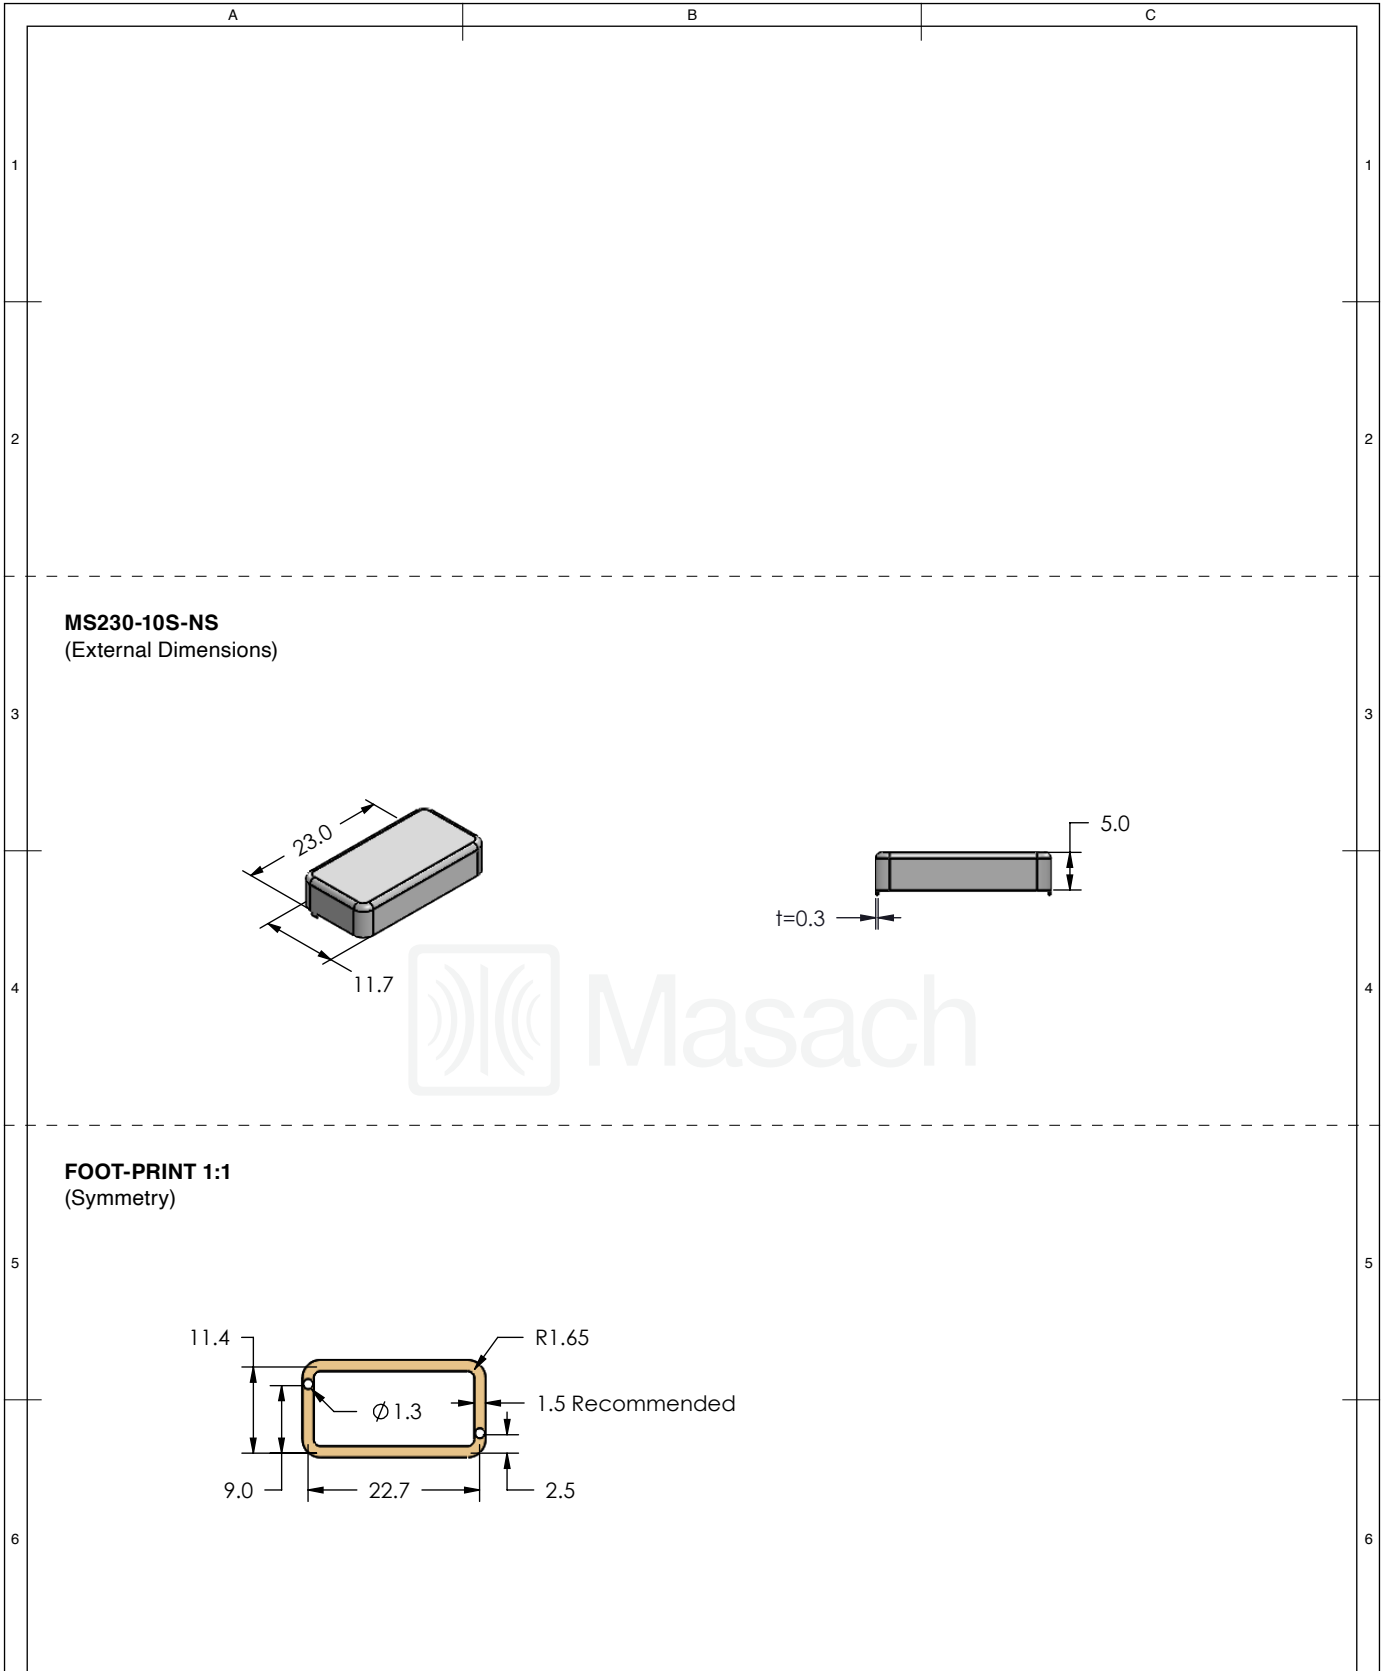 A B C
1 1
2 2
MS230-10S-NS
(External Dimensions)
3 3
23.0
5.0
t=0.3
11.7
4 4
Masach
FOOT-PRINT 1:1
(Symmetry)
5 5
11.4 R1.65
1.5 Recommended
∅1.3
9.0 22.7 2.5
6 6